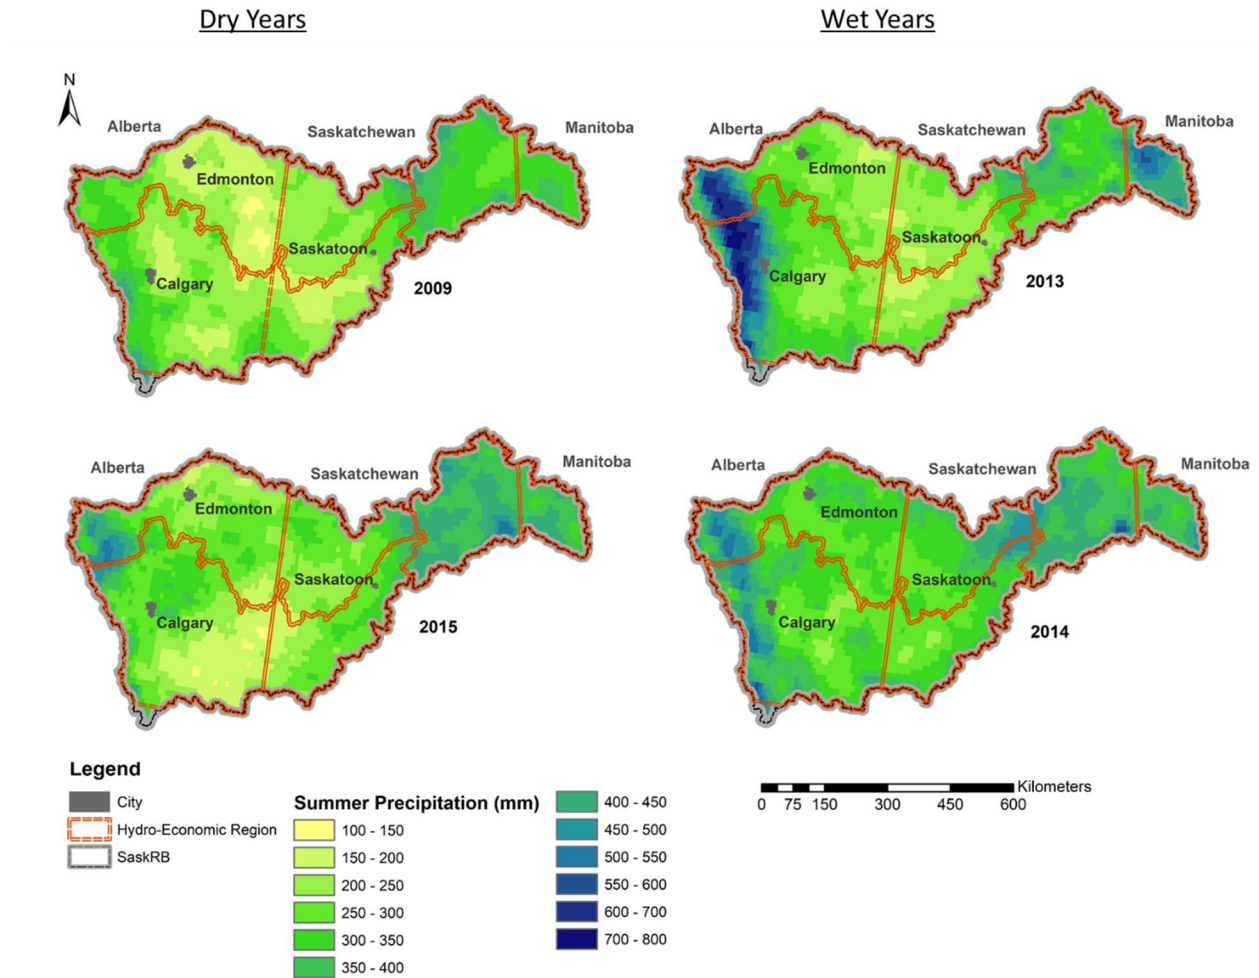 Dry Years
Wet Years
N
Alberta
Saskatchewan
Manitoba
Edmonton
Saskatoon
Calgary
2009
Alberta
Saskatchewan
Manitoba
Edmonton
Saskatoon
Calgary
2013
Alberta
Saskatchewan
Manitoba
Edmonton
Saskatoon
Calgary
2015
Alberta
Saskatchewan
Manitoba
Edmonton
Saskatoon
Calgary
2014
Legend
City
Hydro-Economic Region
SaskRB
Summer Precipitation (mm)
100 - 150
150 - 200
200 - 250
250 - 300
300 - 350
350 - 400
400 - 450
450 - 500
500 - 550
550 - 600
600 - 700
700 - 800
Kilometers
0 75 150 300 450 600